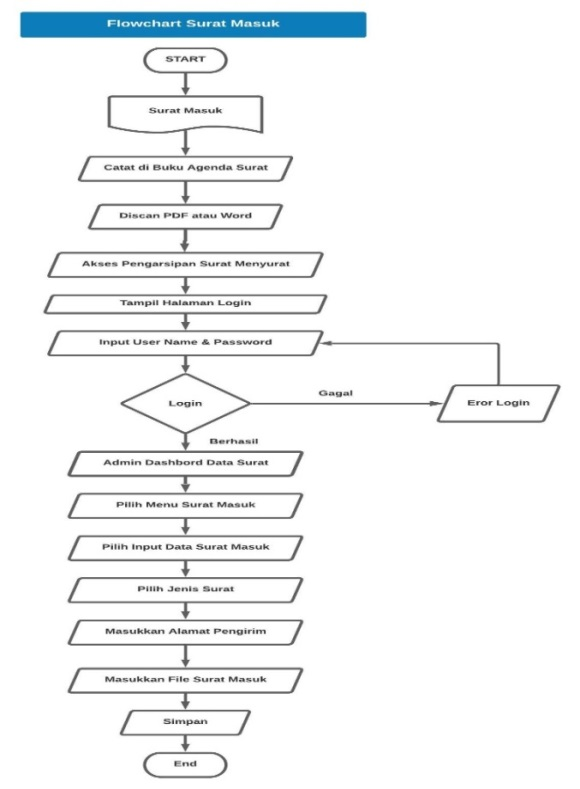 Flowchart Surat Masuk
START
Surat Masuk
Catat di Buku Agenda Surat
Discan PDF atau Word
Akses Pengarsipan Surat Menyurat
Tampil Halaman Login
Input User Name & Password
Login
Gagal
Eror Login
Berhasil
Admin Dashbord Data Surat
Pilih Menu Surat Masuk
Pilih Input Data Surat Masuk
Pilih Jenis Surat
Masukkan Alamat Pengirim
Masukkan File Surat Masuk
Simpan
End